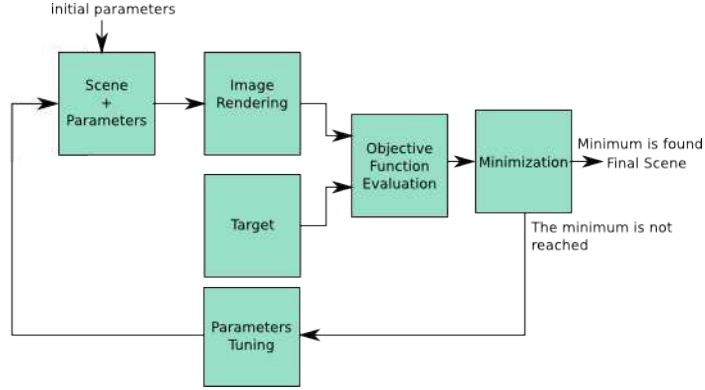 initial parameters
Scene
+
Parameters
Image
Rendering
Target
Objective
Function
Evaluation
Minimization
Minimum is found
Final Scene
The minimum is not
reached
Parameters
Tuning